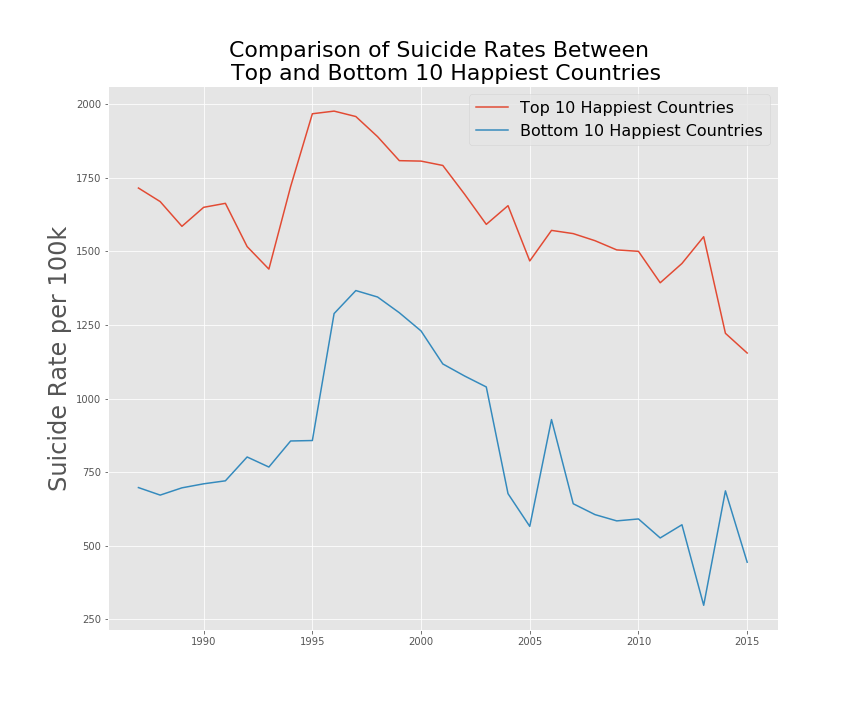 Comparison of Suicide Rates Between
Top and Bottom 10 Happiest Countries
Top 10 Happiest Countries
Bottom 10 Happiest Countries
Suicide Rate per 100k
2000
1750
1500
1250
1000
750
500
250
1990 1995 2000 2005 2010 2015